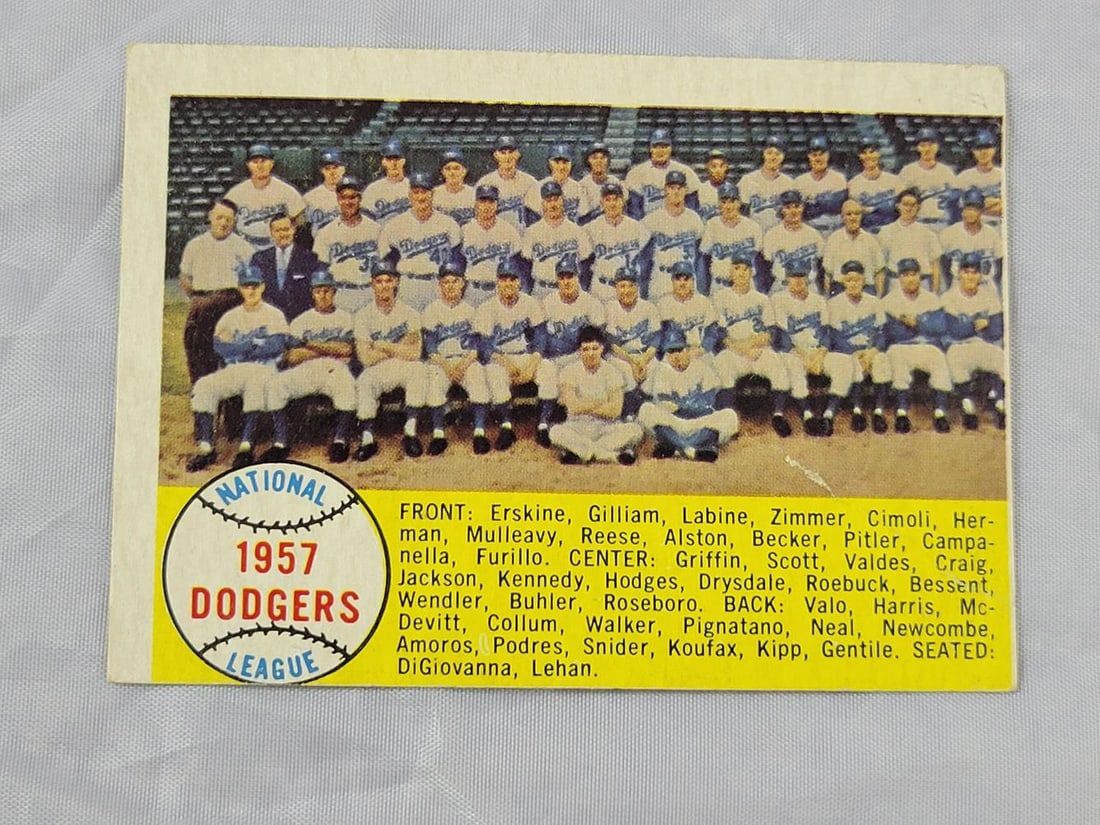 NATIONAL
1957
DODGERS
LEAGUE
FRONT: Erskine, Gilliam, Labine, Zimmer, Cimoli, Her-
man, Mulleavy, Reese, Alston, Becker, Pitler, Campa-
nella, Furillo. CENTER: Griffin, Scott, Valdes, Craig,
Jackson, Kennedy, Hodges, Drysdale, Roebuck, Bessent,
Wendler, Buhler, Roseboro. BACK: Valo, Harris, Mc-
Devitt, Collum, Walker, Pignatano, Neal, Newcombe,
Amoros, Podres, Snider, Koufax, Kipp, Gentile. SEATED:
DiGiovanna, Lehan.